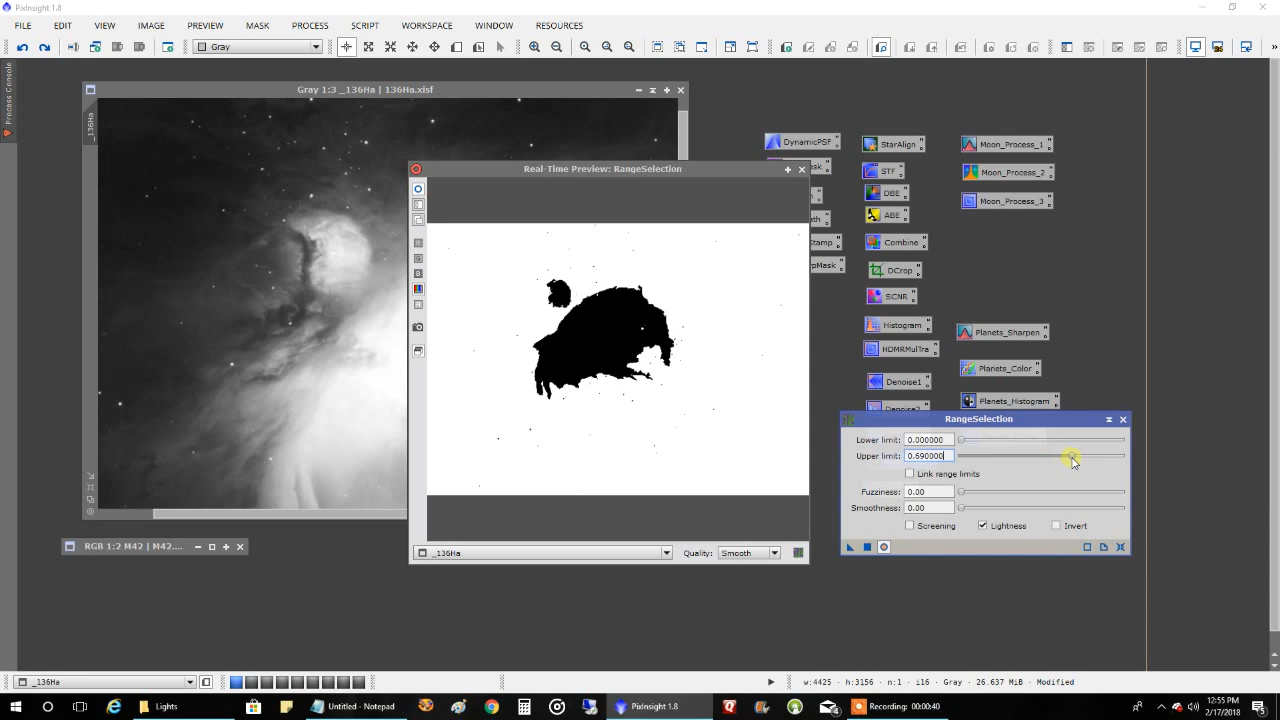 PixInsight 1.8
FILE EDIT VIEW IMAGE PREVIEW MASK PROCESS SCRIPT WORKSPACE WINDOW RESOURCES
Gray
Process Console
Gray 1:3 _136Ha | 136Ha.xisf
_136Ha
Real-Time Preview: RangeSelection
_136Ha
Quality: Smooth
RGB 1:2 M42 | M42....
DynamicPSF
StarAlign
Moon_Process_1
STF
Moon_Process_2
DBE
Moon_Process_3
ABE
Combine
DCrop
SCNR
Histogram
Planets_Sharpen
HDMRMulTra
Planets_Color
Denoise1
Planets_Histogram
RangeSelection
Lower limit: 0.000000
Upper limit: 0.690000
Link range limits
Fuzziness: 0.00
Smoothness: 0.00
Screening Lightness Invert
_136Ha
w:4425 · h:3156 · n:1 · i16 · Gray · 26.637 MiB · Modified
Lights
Untitled - Notepad
PixInsight 1.8
Recording: 00:00:40
12:55 PM
2/17/2018